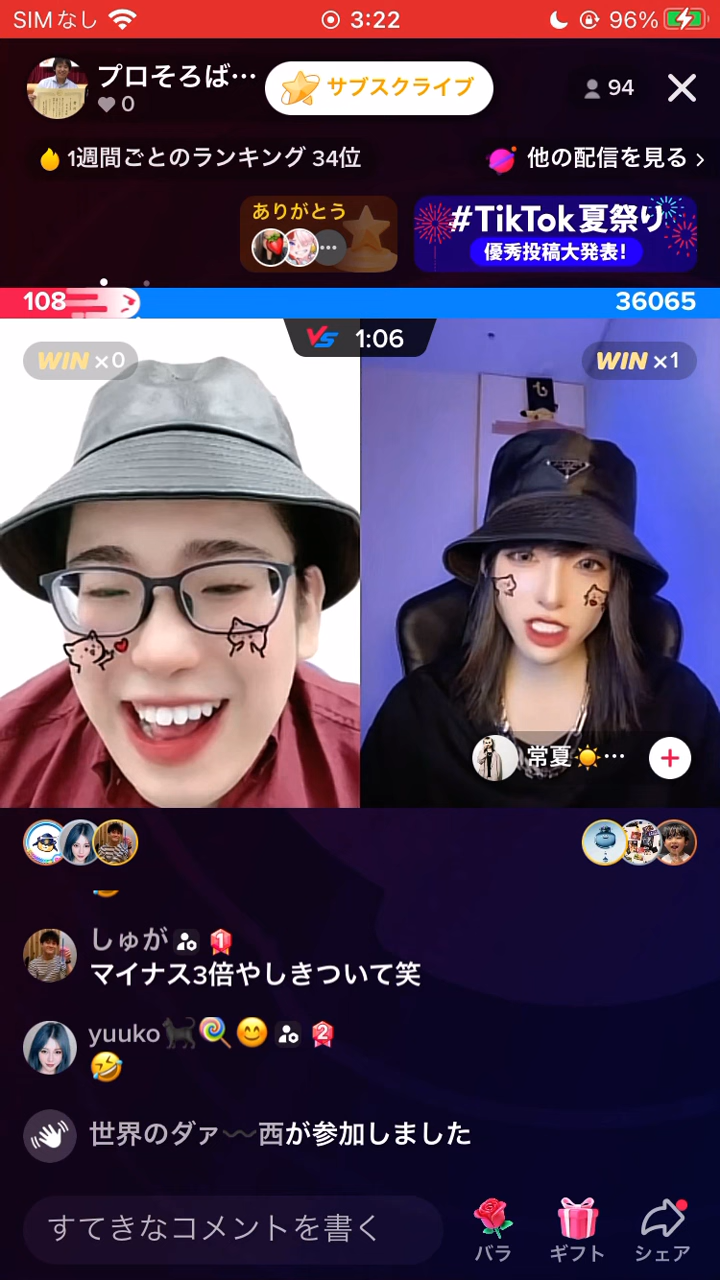 SIMなし 3:22 96%
プロそろば… サブスクライブ 94
0
1週間ごとのランキング 34位 他の配信を見る
ありがとう #TikTok夏祭り
優秀投稿大発表!
108 36065
WIN x0 VS 1:06 WIN x1
常夏☀️…
しゅが 1
マイナス3倍やしきついて笑
yuuko🐈‍⬛🍭😊 2
🤣
世界のダァ〰️西が参加しました
すてきなコメントを書く バラ ギフト シェア